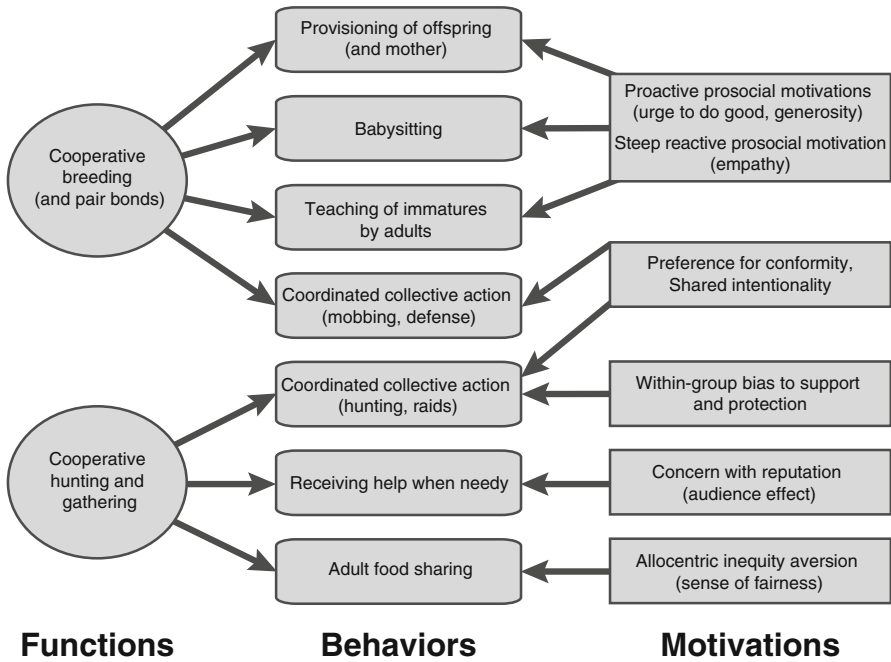 Cooperative
breeding
(and pair bonds)
Cooperative
hunting and
gathering
Provisioning of offspring
(and mother)
Babysitting
Teaching of immatures
by adults
Coordinated collective action
(mobbing, defense)
Coordinated collective action
(hunting, raids)
Receiving help when needy
Adult food sharing
Proactive prosocial motivations
(urge to do good, generosity)
Steep reactive prosocial motivation
(empathy)
Preference for conformity,
Shared intentionality
Within-group bias to support
and protection
Concern with reputation
(audience effect)
Allocentric inequity aversion
(sense of fairness)
Functions
Behaviors
Motivations